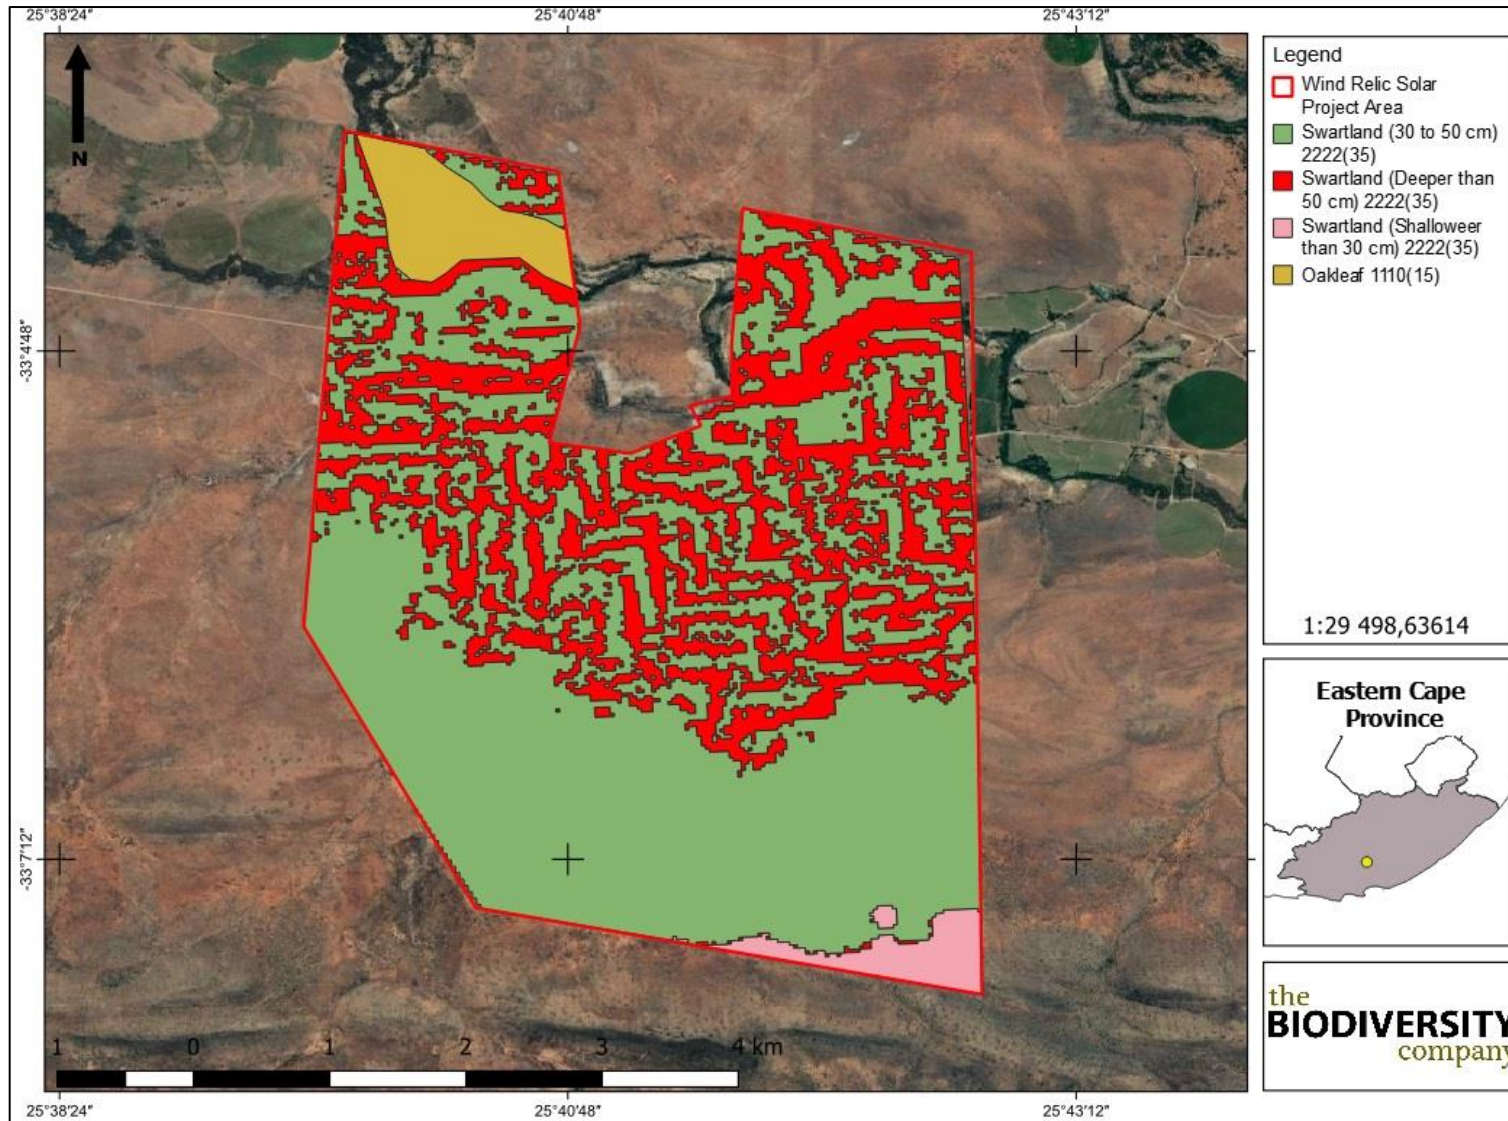 25°38'24"
25°40'48"
25°43'12"
N
-33°4'48"
-33°7'12"
1 0 1 2 3 4 km
25°38'24"
25°40'48"
25°43'12"
Legend
Wind Relic Solar
Project Area
Swartland (30 to 50 cm)
2222(35)
Swartland (Deeper than
50 cm) 2222(35)
Swartland (Shalloweer
than 30 cm) 2222(35)
Oakleaf 1110(15)
1:29 498,63614
Eastern Cape
Province
the
BIODIVERSITY
company